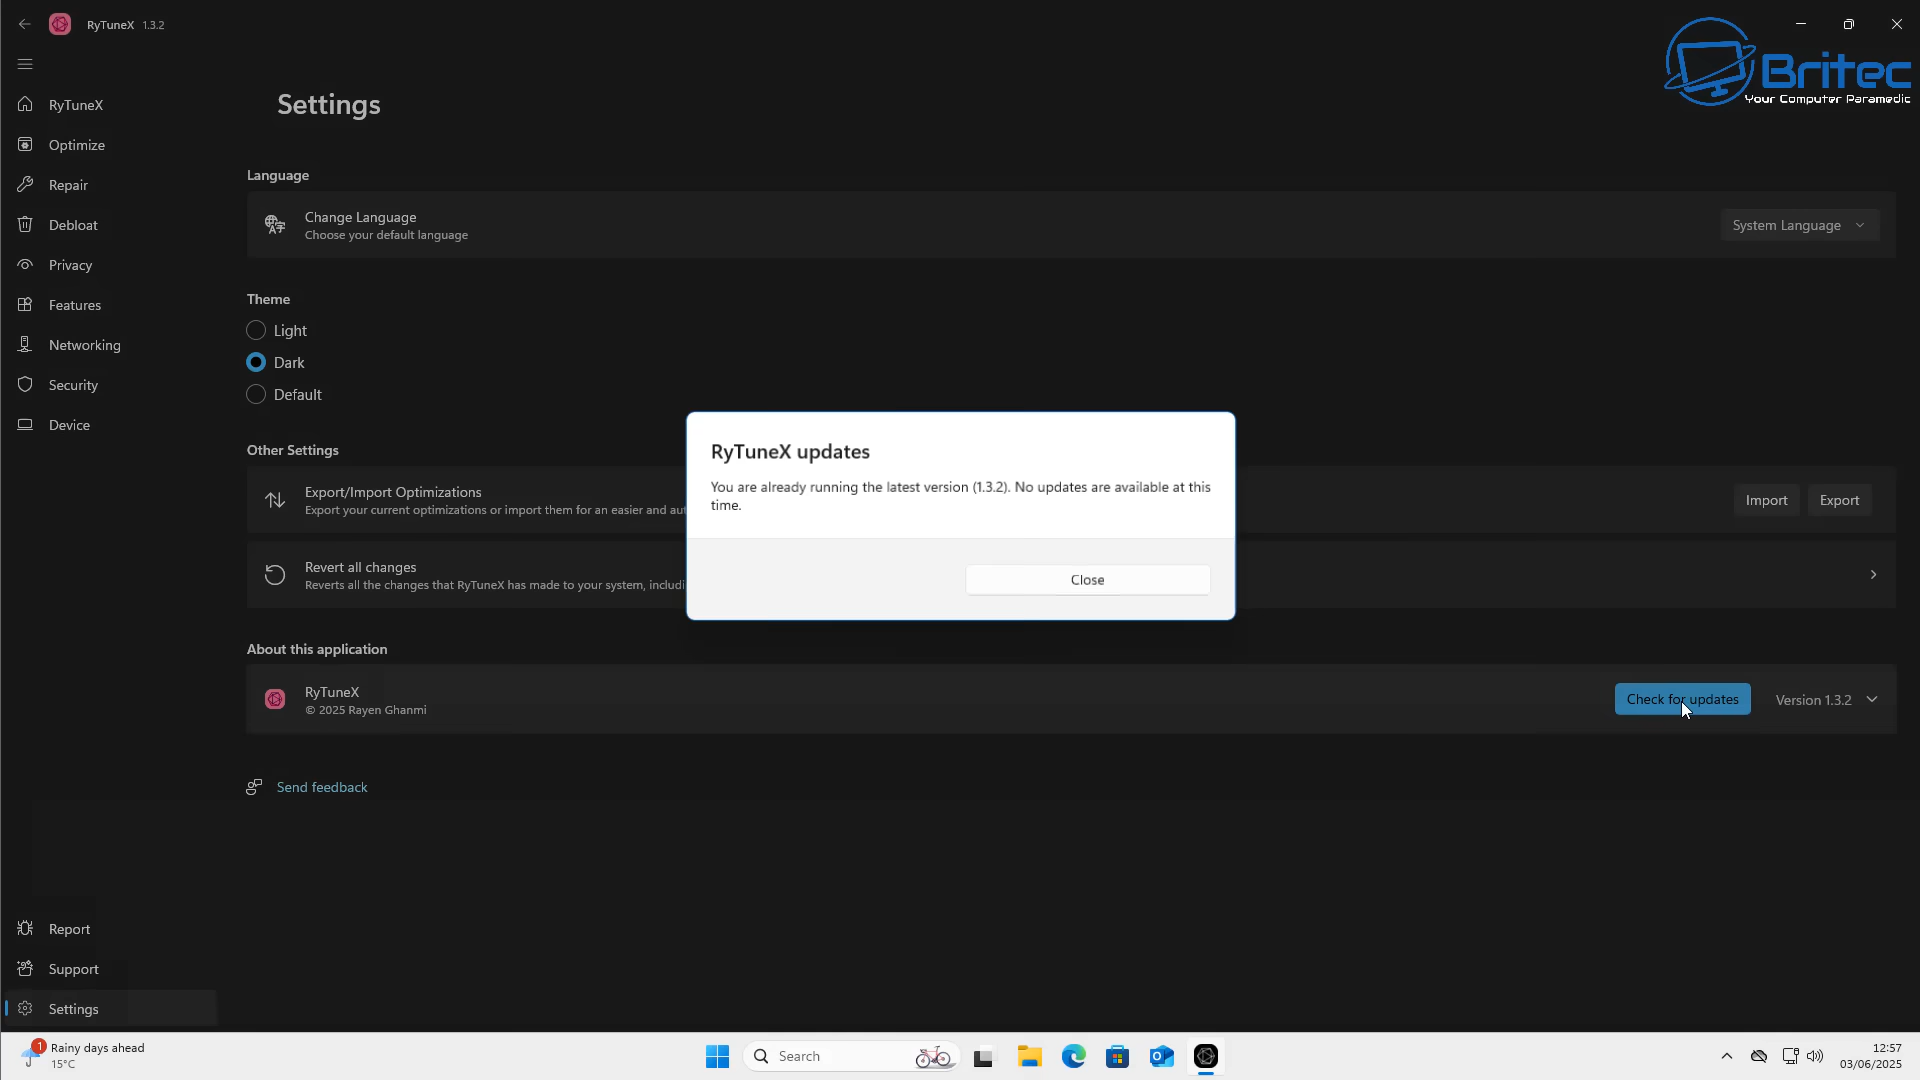 RyTuneX 1.3.2
Britec
Your Computer Paramedic
RyTuneX
Optimize
Repair
Debloat
Privacy
Features
Networking
Security
Device
Settings
Language
Change Language
Choose your default language
System Language
Theme
Light
Dark
Default
Other Settings
Export/Import Optimizations
Export your current optimizations or import them for an easier and
Import Export
Revert all changes
Reverts all the changes that RyTuneX has made to your system,
RyTuneX updates
You are already running the latest version (1.3.2). No updates are available at this
time.
Close
About this application
RyTuneX
© 2025 Rayen Ghanmi
Check for updates
Version 1.3.2
Send feedback
Report
Support
Settings
1
Rainy days ahead
15°C
Search
12:57
03/06/2025